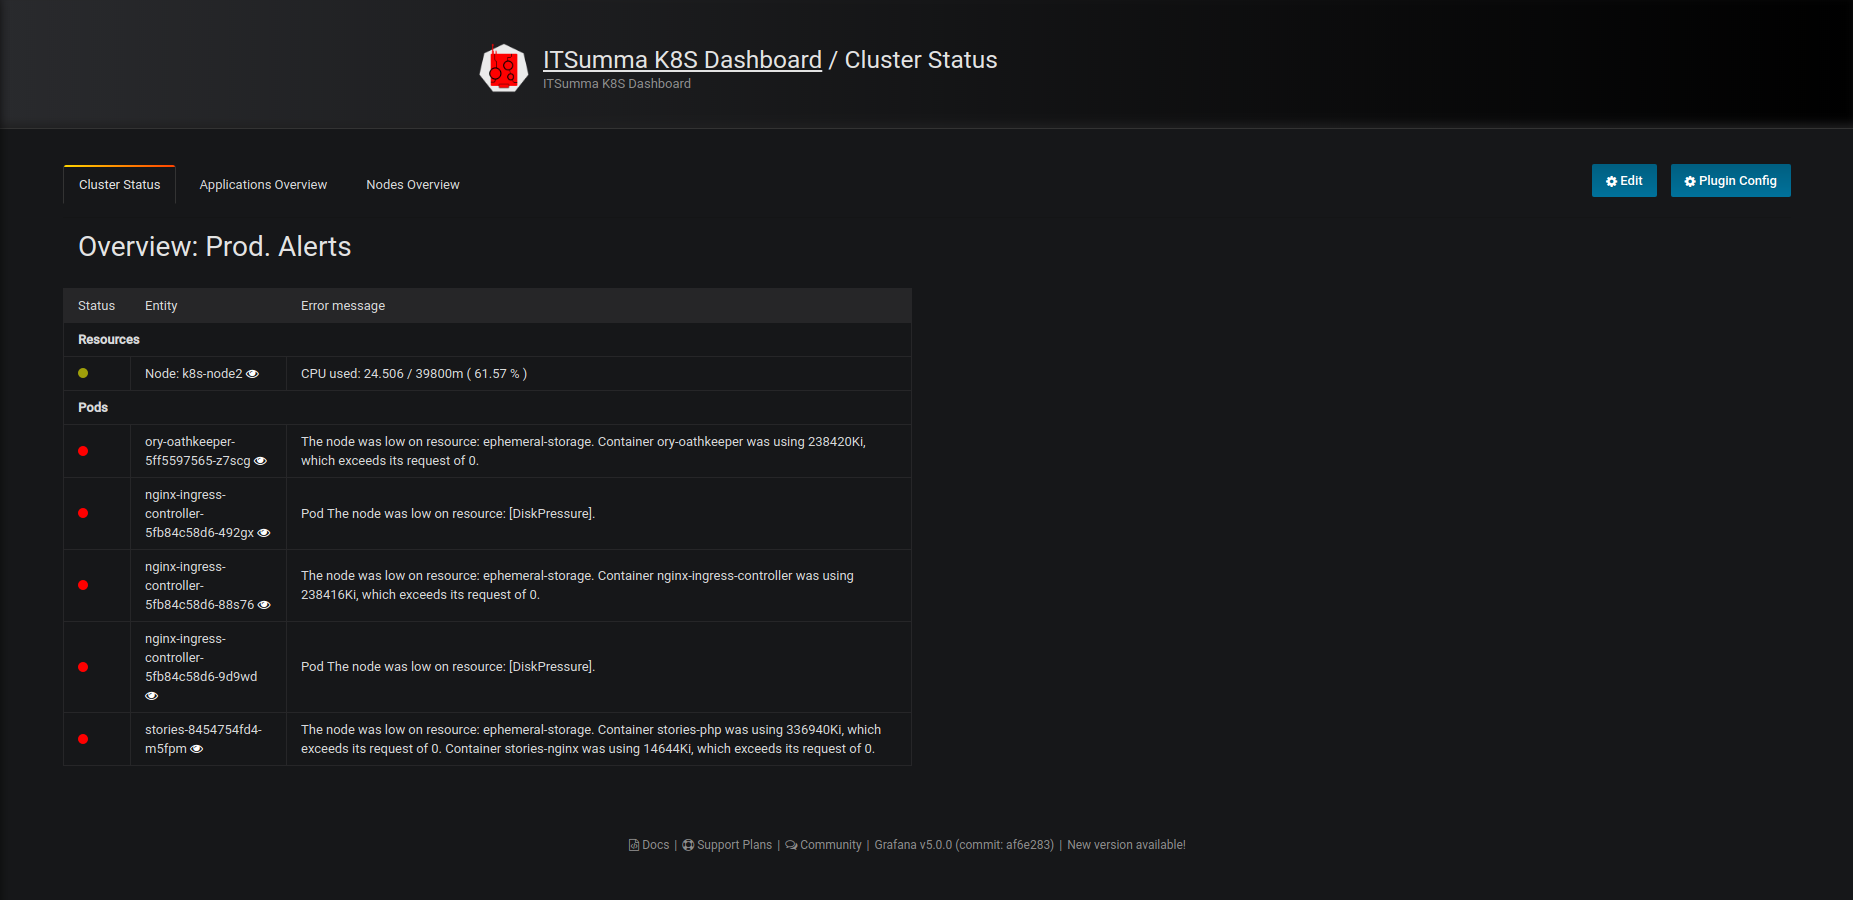 ITSumma K8S Dashboard / Cluster Status
ITSumma K8S Dashboard
Cluster Status Applications Overview Nodes Overview Edit Plugin Config
Overview: Prod. Alerts
Status Entity Error message
Resources
Node: k8s-node2 CPU used: 24.506 / 39800m ( 61.57 % )
Pods
ory-oathkeeper-
5ff5597565-z7scg
The node was low on resource: ephemeral-storage. Container ory-oathkeeper was using 238420Ki,
which exceeds its request of 0.
nginx-ingress-
controller-
5fb84c58d6-492gx
Pod The node was low on resource: [DiskPressure].
nginx-ingress-
controller-
5fb84c58d6-88s76
The node was low on resource: ephemeral-storage. Container nginx-ingress-controller was using
238416Ki, which exceeds its request of 0.
nginx-ingress-
controller-
5fb84c58d6-9d9wd
Pod The node was low on resource: [DiskPressure].
stories-8454754fd4-
m5fpm
The node was low on resource: ephemeral-storage. Container stories-php was using 336940Ki, which
exceeds its request of 0. Container stories-nginx was using 14644Ki, which exceeds its request of 0.
Docs | Support Plans | Community | Grafana v5.0.0 (commit: af6e283) | New version available!